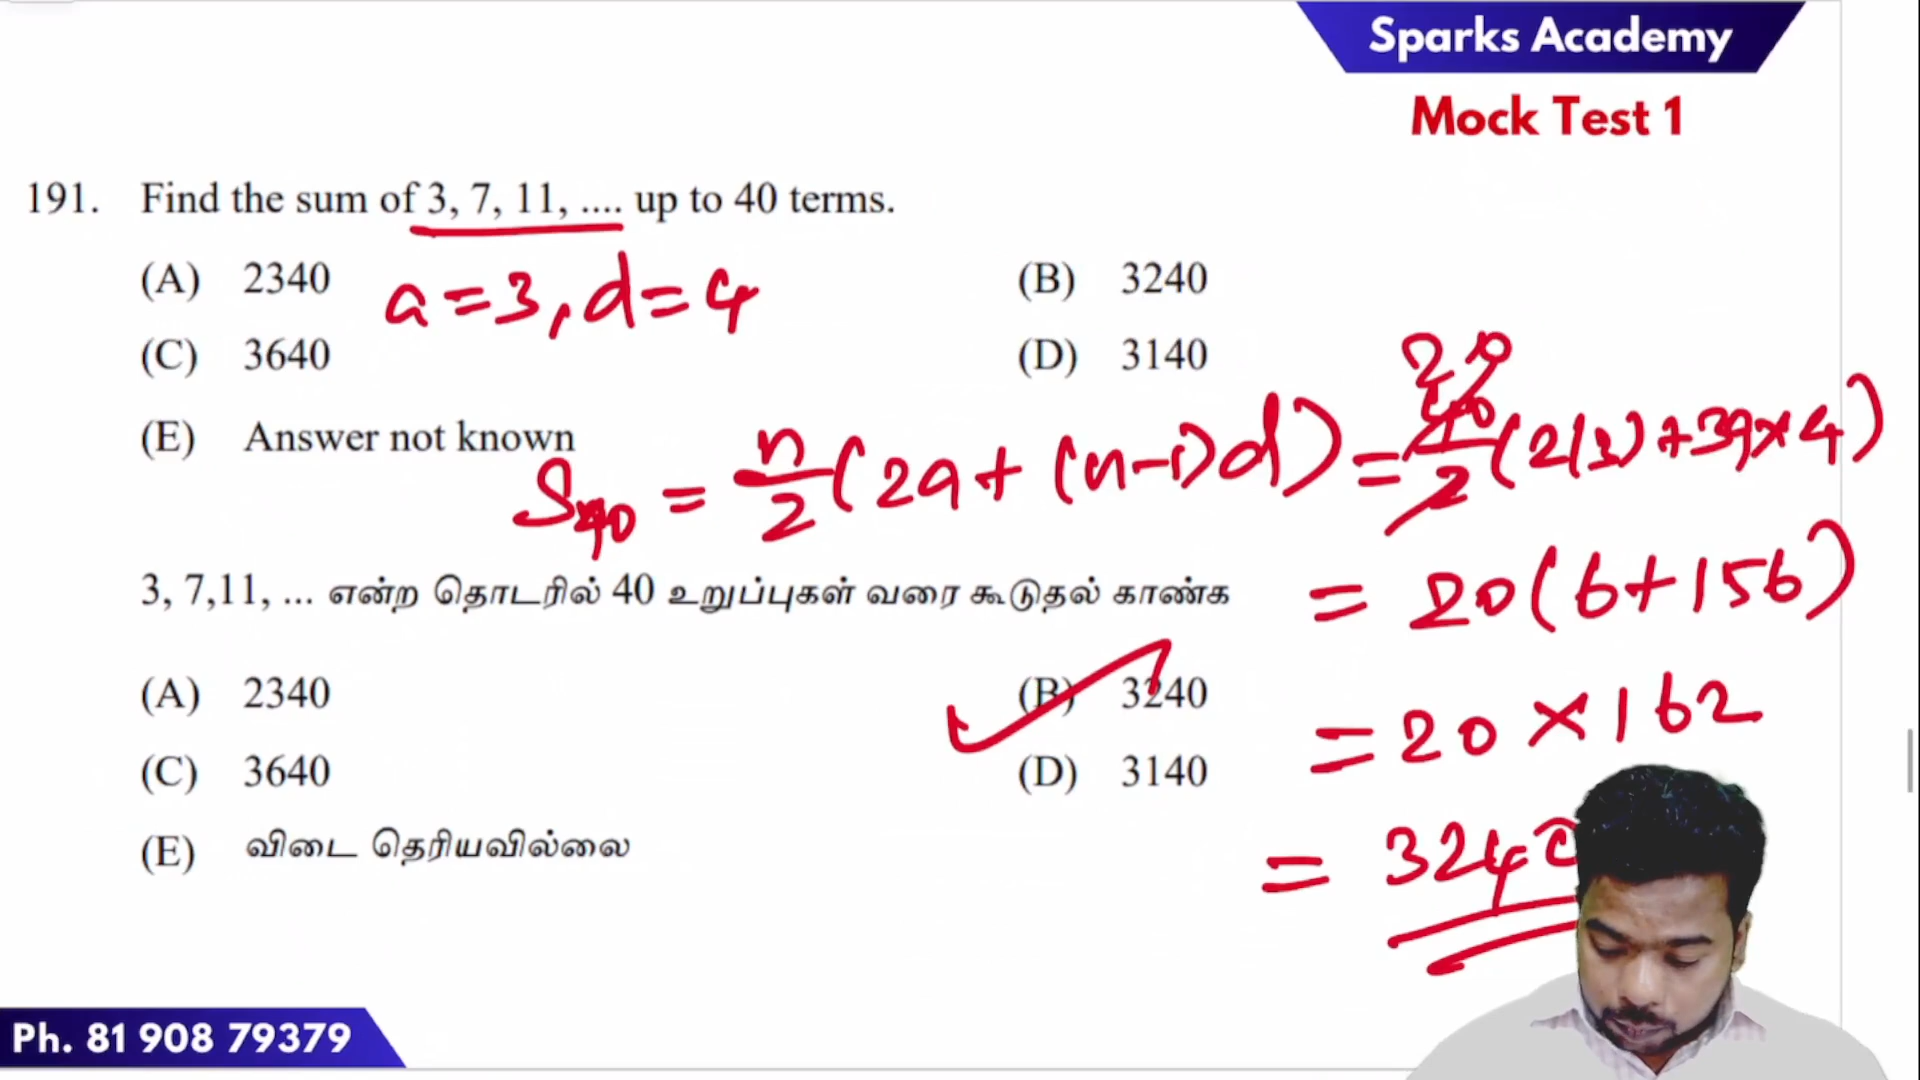 Sparks Academy
Mock Test 1
191. Find the sum of 3, 7, 11, .... up to 40 terms.
(A) 2340
(B) 3240
a = 3, d = 4
(C) 3640
(D) 3140
(E) Answer not known
S40 = n/2 (2a + (n-1)d) = 40/2 (2(3) + 39 × 4)
20
3, 7,11, ... என்ற தொடரில் 40 உறுப்புகள் வரை கூடுதல் காண்க
= 20 (6 + 156)
(A) 2340
(B) 3240
= 20 × 162
(C) 3640
(D) 3140
(E) விடை தெரியவில்லை
= 3240
Ph. 81 908 79379